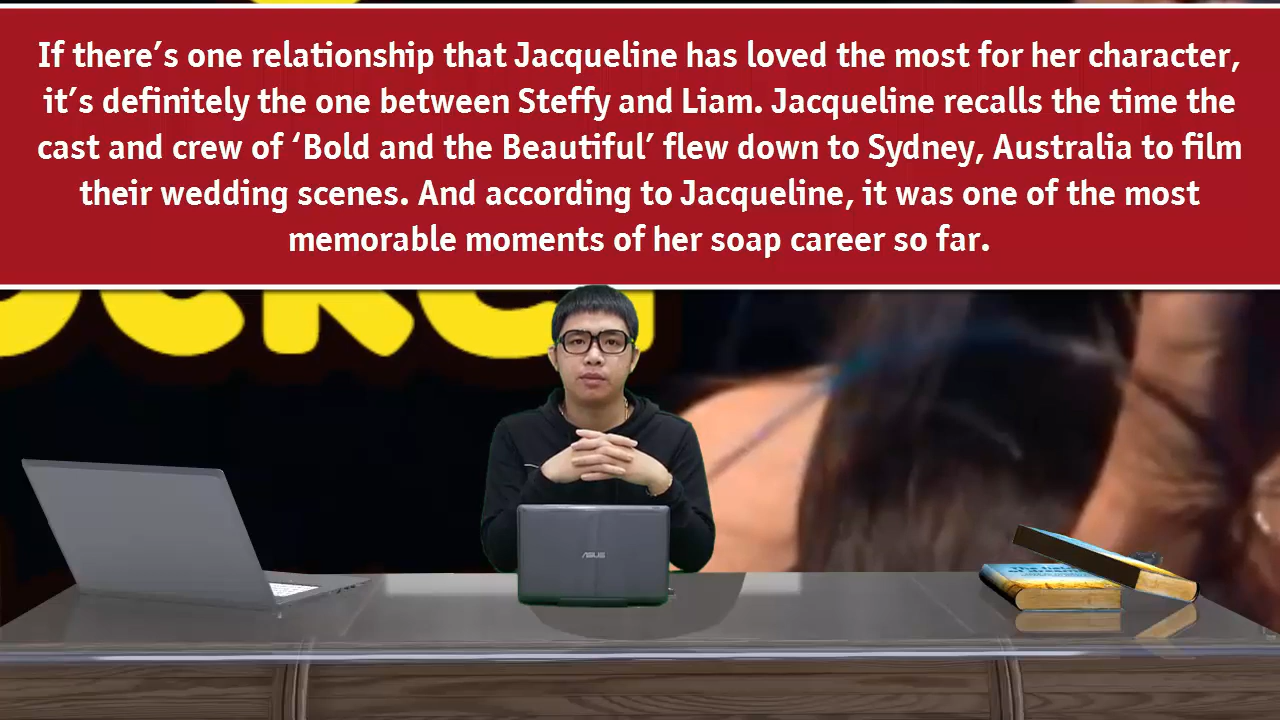 If there’s one relationship that Jacqueline has loved the most for her character,
it’s definitely the one between Steffy and Liam. Jacqueline recalls the time the
cast and crew of ‘Bold and the Beautiful’ flew down to Sydney, Australia to film
their wedding scenes. And according to Jacqueline, it was one of the most
memorable moments of her soap career so far.
ASUS